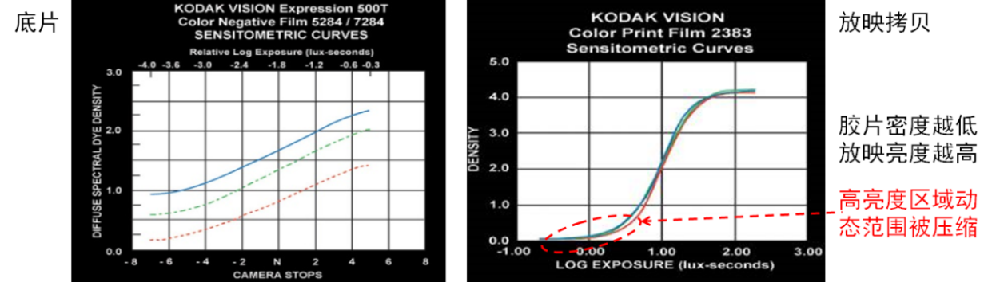 底片
KODAK VISION Expression 500T
Color Negative Film 5284 / 7284
SENSITOMETRIC CURVES
Relative Log Exposure (lux-seconds)
-4.0 -3.6 -3.0 -2.4 -1.8 -1.2 -0.6 -0.3
3.0
2.0
1.0
0.0
DIFFUSE SPECTRAL DYE DENSITY
-8 -6 -4 -2 N 2 4 6 8
CAMERA STOPS
KODAK VISION
Color Print Film 2383
Sensitometric Curves
5.0
4.0
3.0
2.0
1.0
0.0
DENSITY
-1.00 0.00 1.00 2.00 3.00
LOG EXPOSURE (lux-seconds)
放映拷贝
胶片密度越低
放映亮度越高
高亮度区域动
态范围被压缩